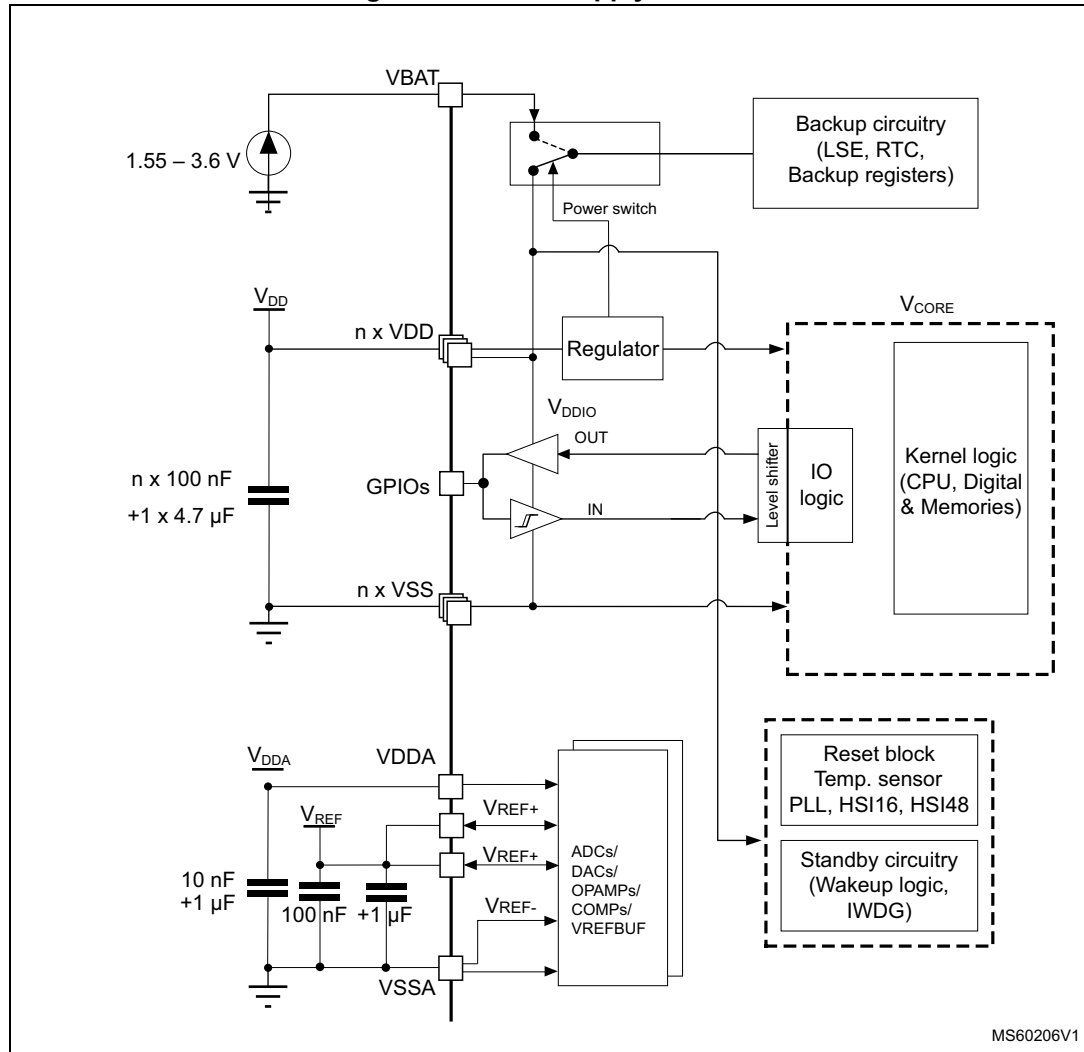 VBAT
1.55 – 3.6 V
Power switch
Backup circuitry
(LSE, RTC,
Backup registers)
VDD
n x VDD
Regulator
VCORE
VDDIO
OUT
n x 100 nF
+1 x 4.7 µF
GPIOs
IN
Level shifter
IO
logic
Kernel logic
(CPU, Digital
& Memories)
n x VSS
Reset block
Temp. sensor
PLL, HSI16, HSI48
Standby circuitry
(Wakeup logic,
IWDG)
VDDA
VDDA
VREF
VREF+
VREF+
10 nF
+1 µF
100 nF
+1 µF
VREF-
ADCs/
DACs/
OPAMPs/
COMPs/
VREFBUF
VSSA
MS60206V1